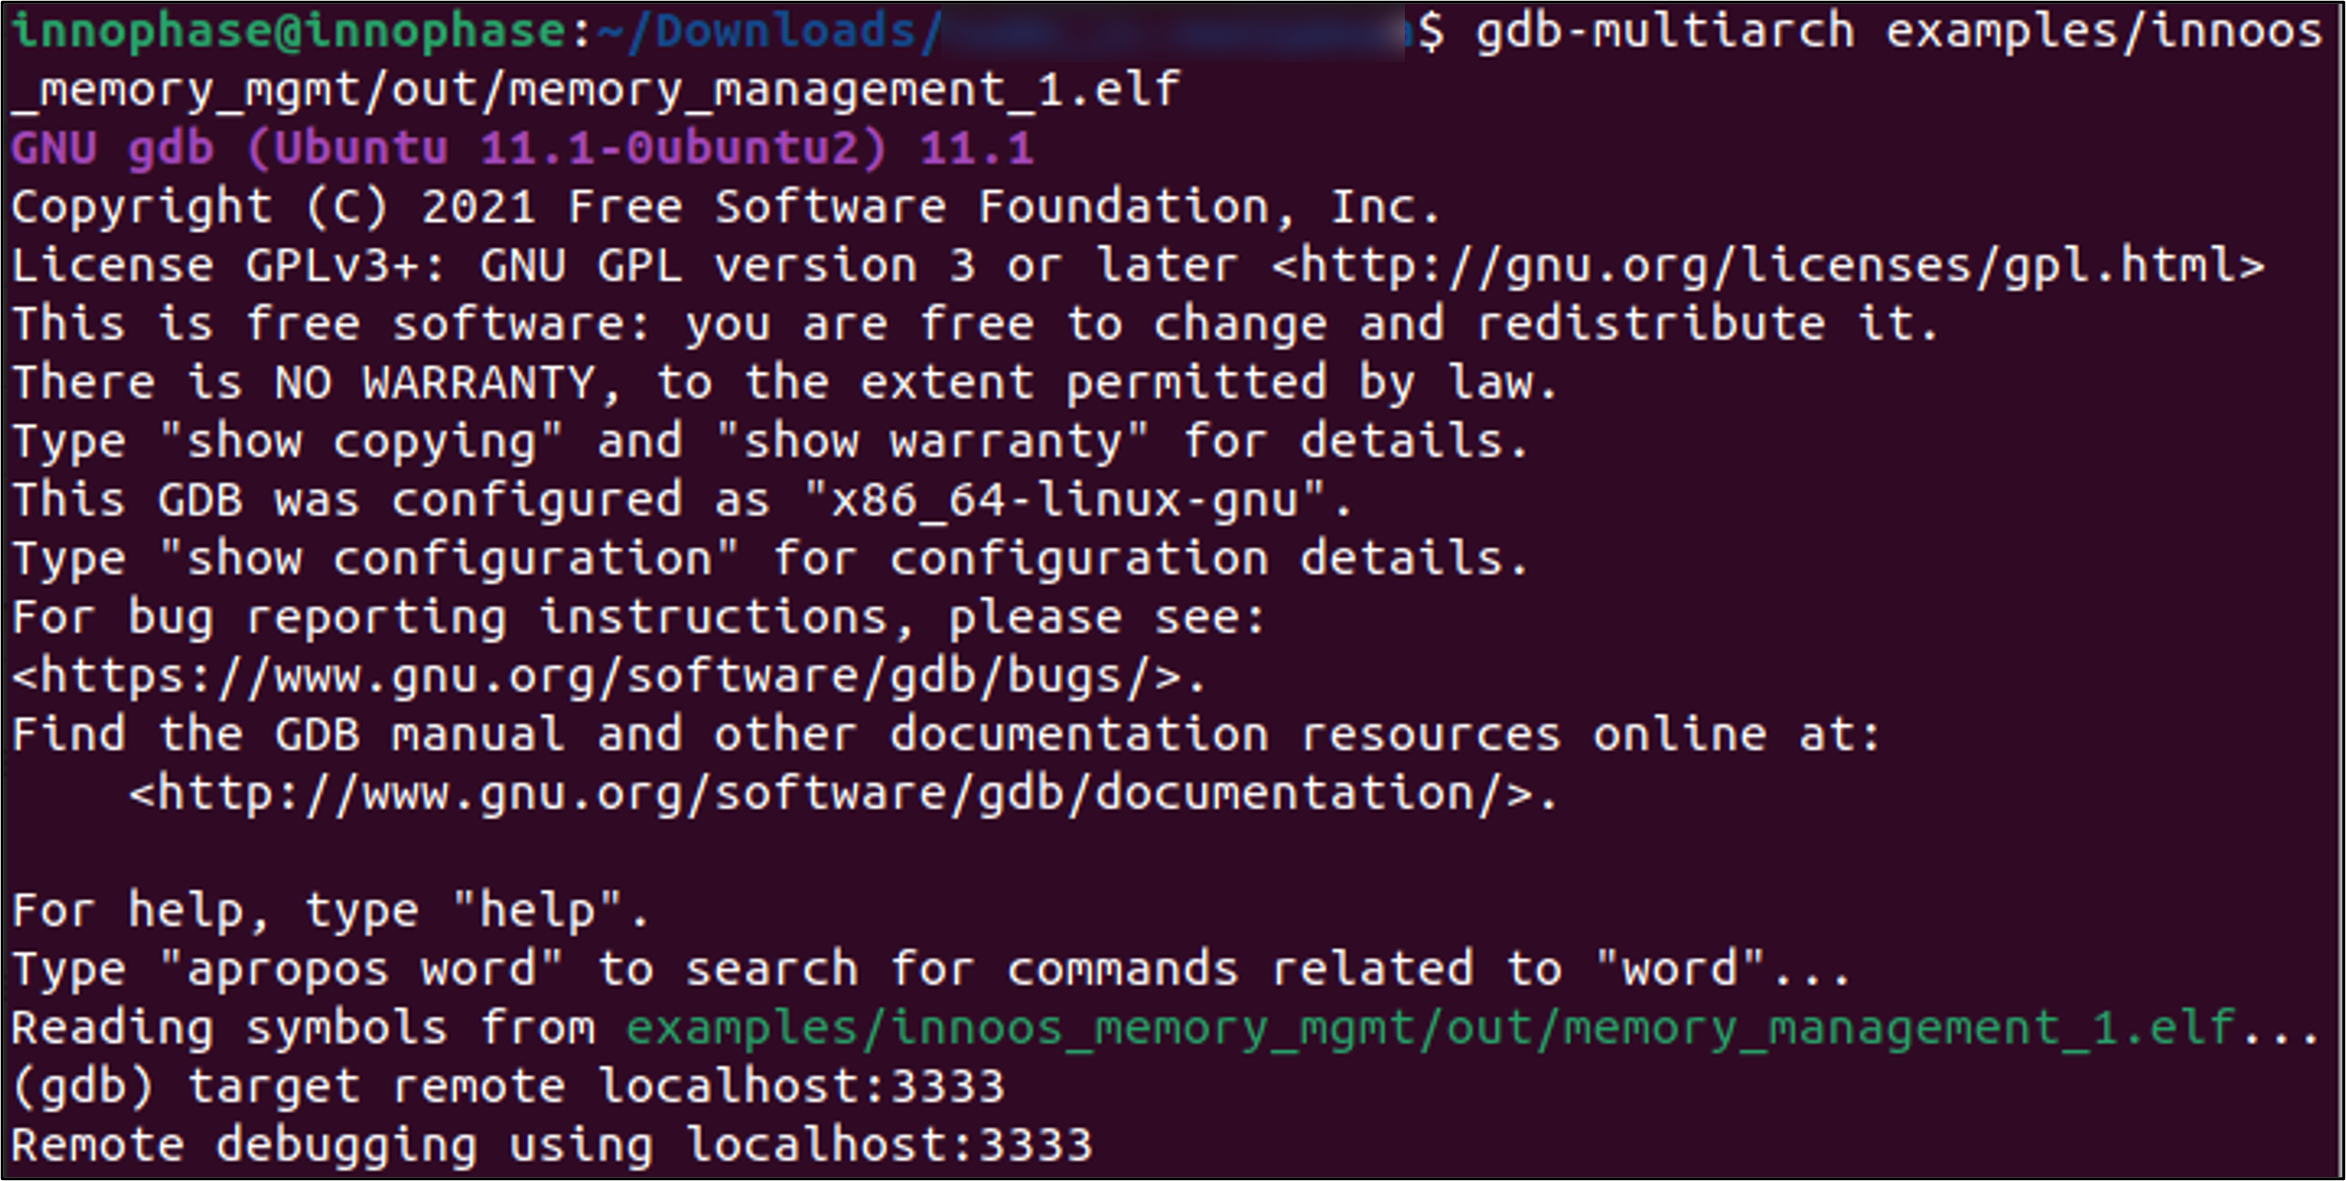 innophase@innophase:~/Downloads/ $ gdb-multiarch examples/innoos
_memory_mgmt/out/memory_management_1.elf
GNU gdb (Ubuntu 11.1-0ubuntu2) 11.1
Copyright (C) 2021 Free Software Foundation, Inc.
License GPLv3+: GNU GPL version 3 or later <http://gnu.org/licenses/gpl.html>
This is free software: you are free to change and redistribute it.
There is NO WARRANTY, to the extent permitted by law.
Type "show copying" and "show warranty" for details.
This GDB was configured as "x86_64-linux-gnu".
Type "show configuration" for configuration details.
For bug reporting instructions, please see:
<https://www.gnu.org/software/gdb/bugs/>.
Find the GDB manual and other documentation resources online at:
    <http://www.gnu.org/software/gdb/documentation/>.

For help, type "help".
Type "apropos word" to search for commands related to "word"...
Reading symbols from examples/innoos_memory_mgmt/out/memory_management_1.elf...
(gdb) target remote localhost:3333
Remote debugging using localhost:3333